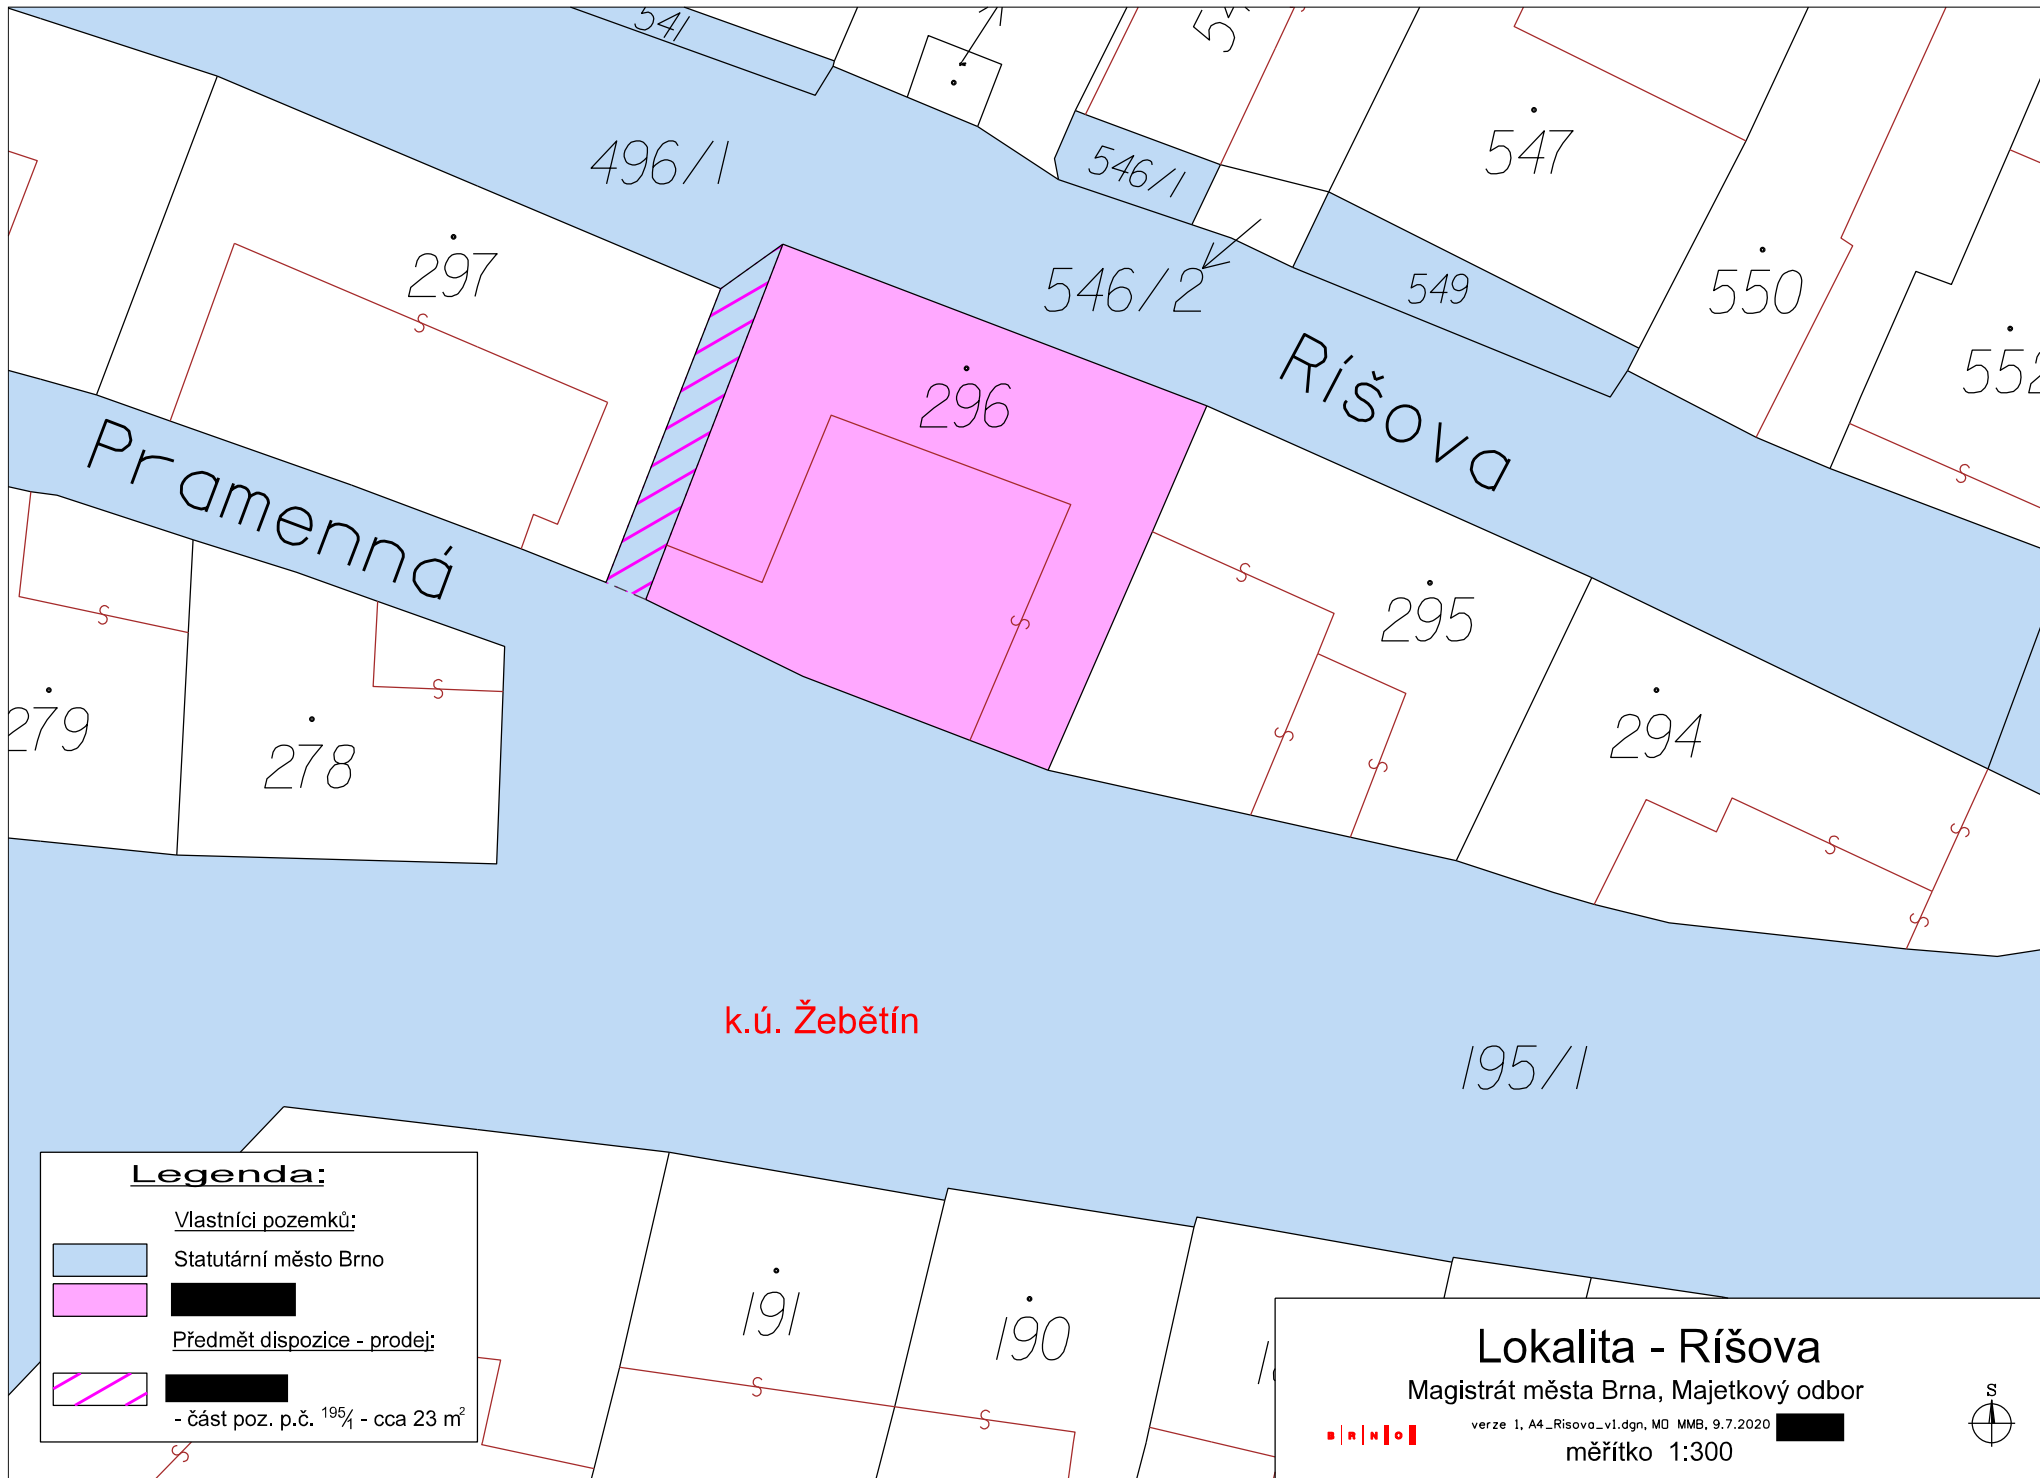 541
496/1
546/1
547
297
546/2
549
550
296
Ríšova
552
Pramenná
295
279
278
294
k.ú. Žebětín
195/1
191
190
Legenda:
Vlastníci pozemků:
Statutární město Brno
Předmět dispozice - prodej:
- část poz. p.č. 195/1 - cca 23 m²
Lokalita - Ríšova
Magistrát města Brna, Majetkový odbor
verze 1, A4_Risova_v1.dgn, MO MMB, 9.7.2020
BRNO
měřítko 1:300
S